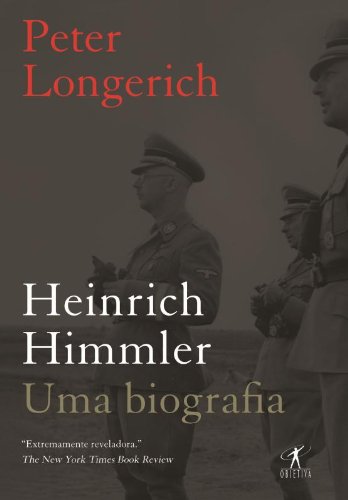 Peter
Longerich
Heinrich
Himmler
Uma biografia
“Extremamente reveladora.”
The New York Times Book Review
OBJETIVA